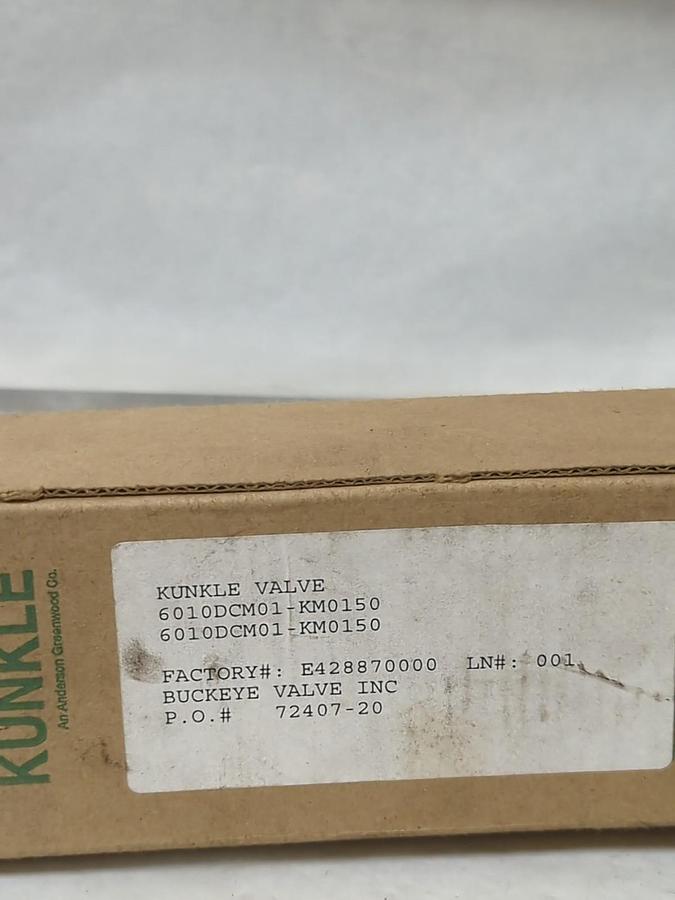 KUNKLE
An Anderson Greenwood Co.
KUNKLE VALVE
6010DCM01-KM0150
6010DCM01-KM0150
FACTORY#: E428870000 LN#: 001
BUCKEYE VALVE INC
P.O.# 72407-20